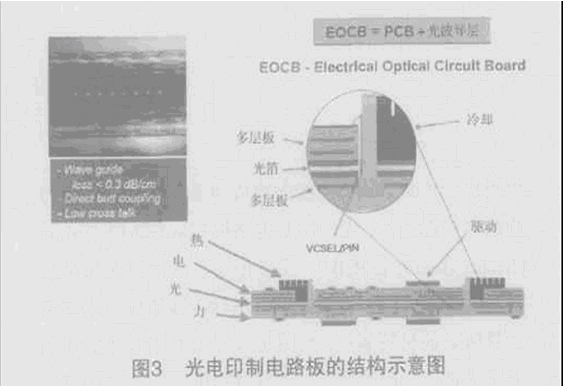 EOCB = PCB + 光波导层
EOCB - Electrical Optical Circuit Board
- Wave guide
loss < 0.3 dB/cm
- Direct butt coupling
- Low cross talk
冷却
多层板
光箔
多层板
VCSEL/PIN
驱动
热
电
光
力
图3 光电印制电路板的结构示意图